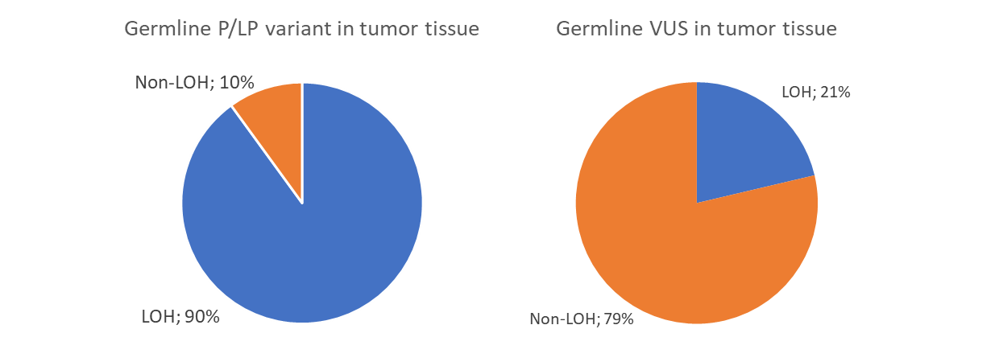 Germline P/LP variant in tumor tissue
Non-LOH; 10%
LOH; 90%
Germline VUS in tumor tissue
LOH; 21%
Non-LOH; 79%